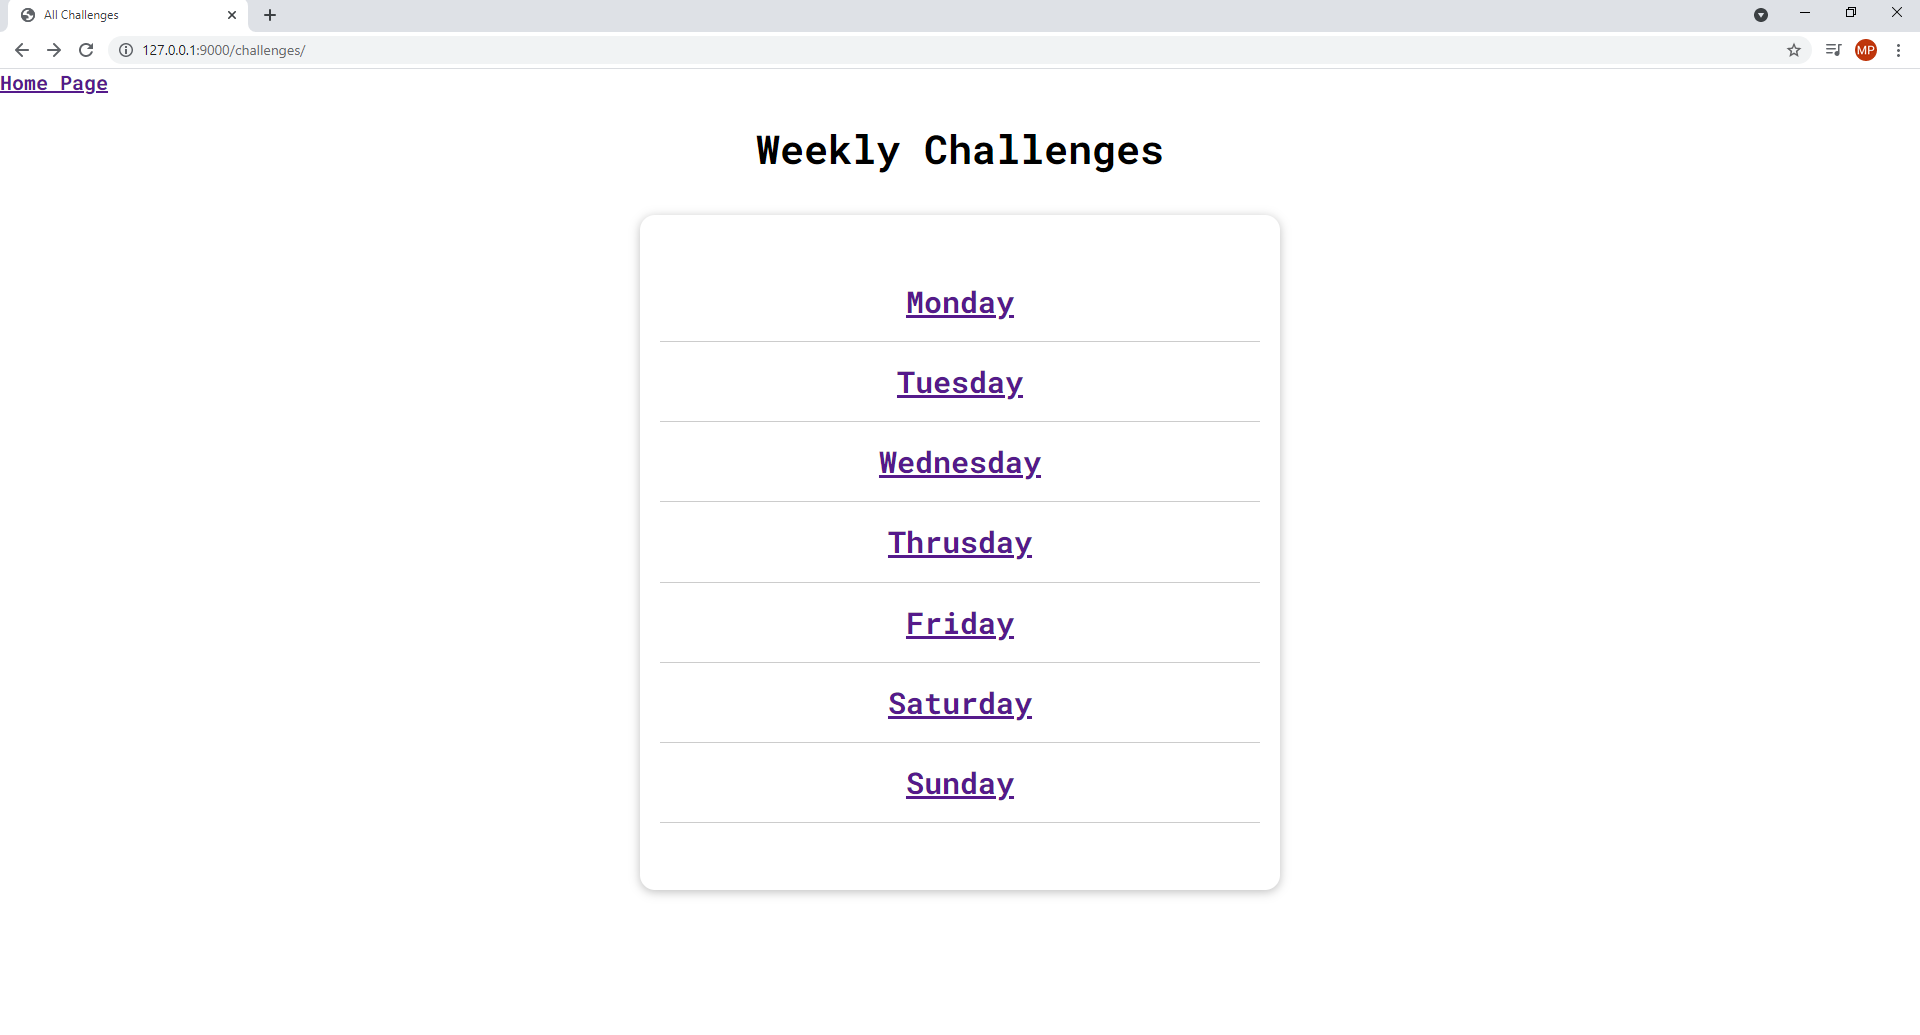 All Challenges
127.0.0.1:9000/challenges/
MP
Home Page
Weekly Challenges
Monday
Tuesday
Wednesday
Thrusday
Friday
Saturday
Sunday